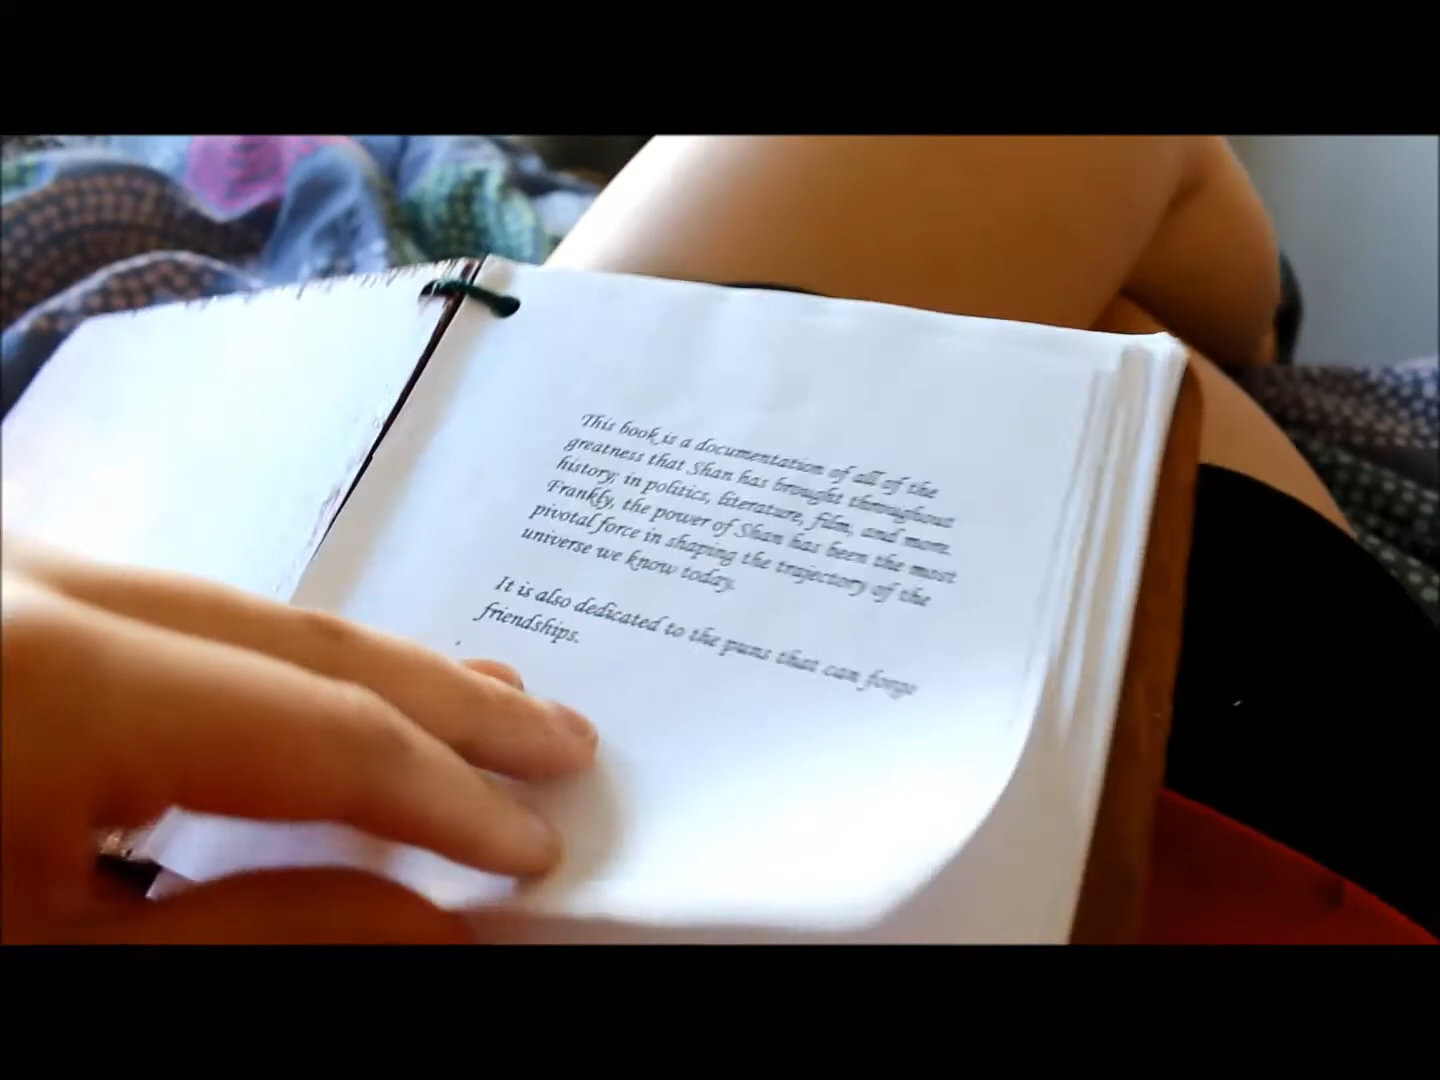 This book is a documentation of all of the
greatness that Shan has brought throughout
history; in politics, literature, film, and more.
Frankly, the power of Shan has been the most
pivotal force in shaping the trajectory of the
universe we know today.
It is also dedicated to the puns that can forge
friendships.